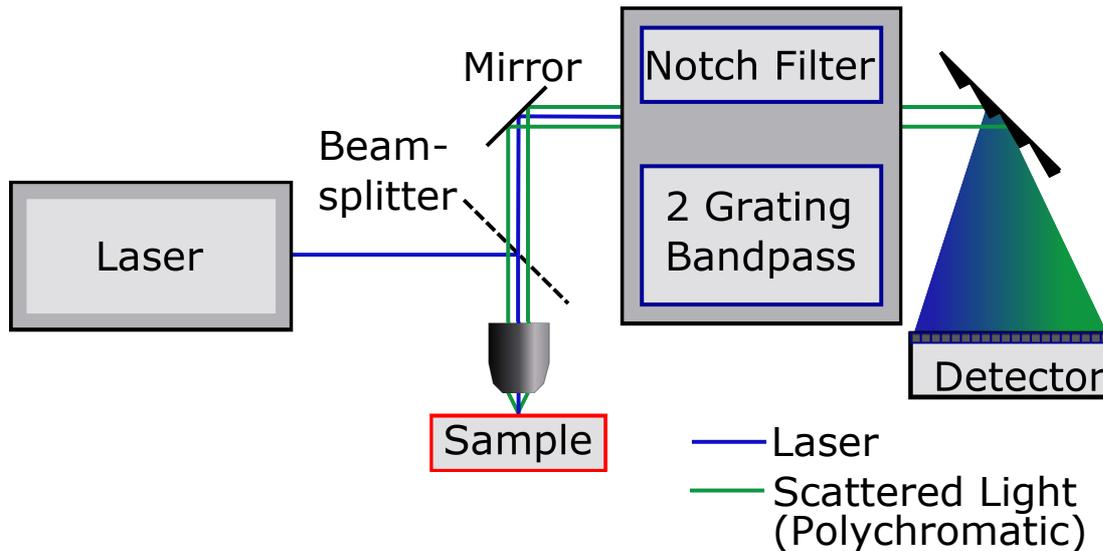 Mirror
Notch Filter
Beam-
splitter
Laser
2 Grating
Bandpass
Detector
Sample
Laser
Scattered Light
(Polychromatic)